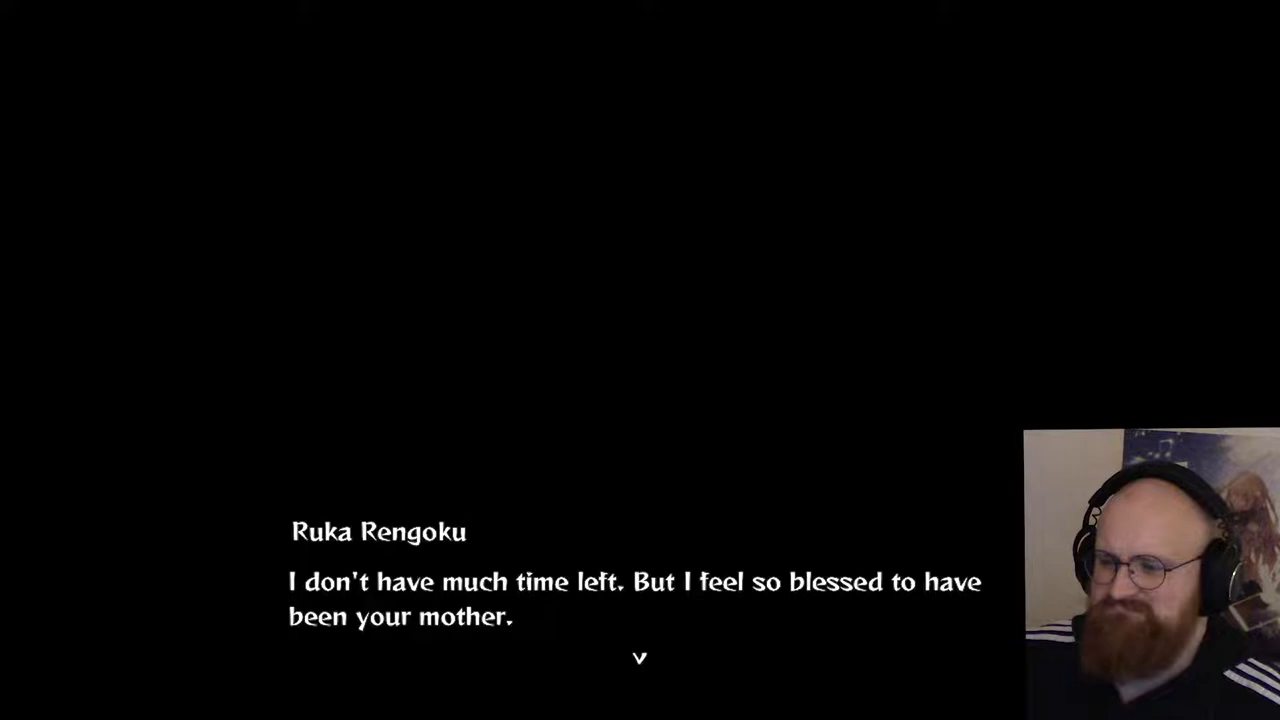 Ruka Rengoku
I don't have much time left. But I feel so blessed to have
been your mother.